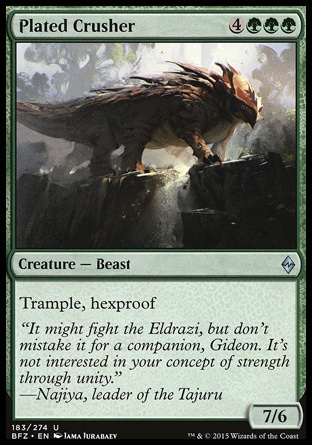 Plated Crusher 4
Creature — Beast
Trample, hexproof
“It might fight the Eldrazi, but don’t
mistake it for a companion, Gideon. It’s
not interested in your concept of strength
through unity.”
—Najiya, leader of the Tajuru
7/6
183/274 U
BFZ • EN Jama Jurabaev
™ & © 2015 Wizards of the Coast